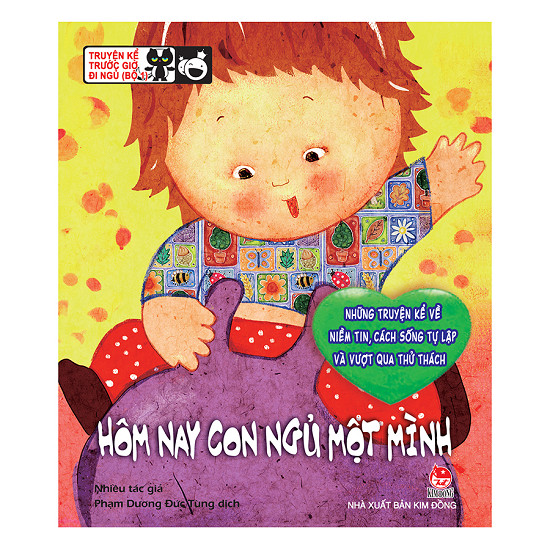 TRUYỆN KỂ
TRƯỚC GIỜ
ĐI NGỦ (BỘ 1)
NHỮNG TRUYỆN KỂ VỀ
NIỀM TIN, CÁCH SỐNG TỰ LẬP
VÀ VƯỢT QUA THỬ THÁCH
HÔM NAY CON NGỦ MỘT MÌNH
Nhiều tác giả
Phạm Dương Đức Tùng dịch
KIM ĐỒNG
NHÀ XUẤT BẢN KIM ĐỒNG